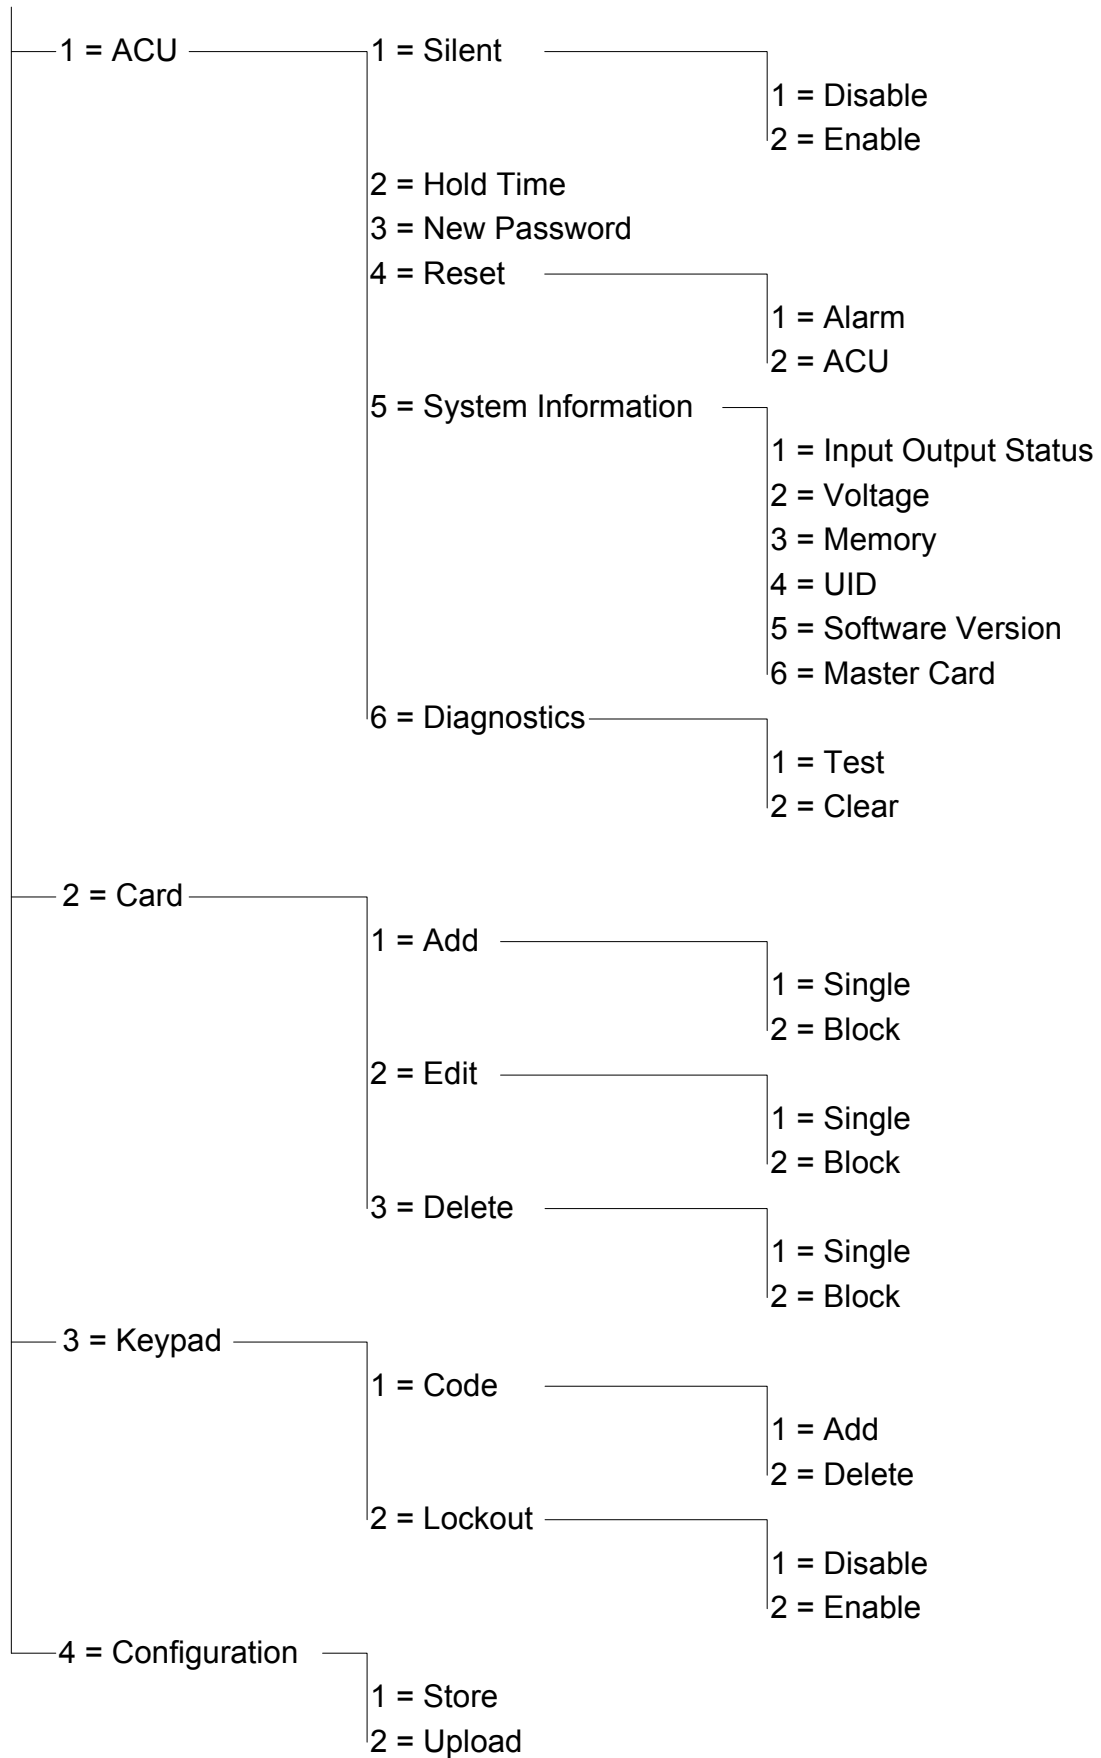 1 = ACU
1 = Silent
1 = Disable
2 = Enable
2 = Hold Time
3 = New Password
4 = Reset
1 = Alarm
2 = ACU
5 = System Information
1 = Input Output Status
2 = Voltage
3 = Memory
4 = UID
5 = Software Version
6 = Master Card
6 = Diagnostics
1 = Test
2 = Clear
2 = Card
1 = Add
1 = Single
2 = Block
2 = Edit
1 = Single
2 = Block
3 = Delete
1 = Single
2 = Block
3 = Keypad
1 = Code
1 = Add
2 = Delete
2 = Lockout
1 = Disable
2 = Enable
4 = Configuration
1 = Store
2 = Upload